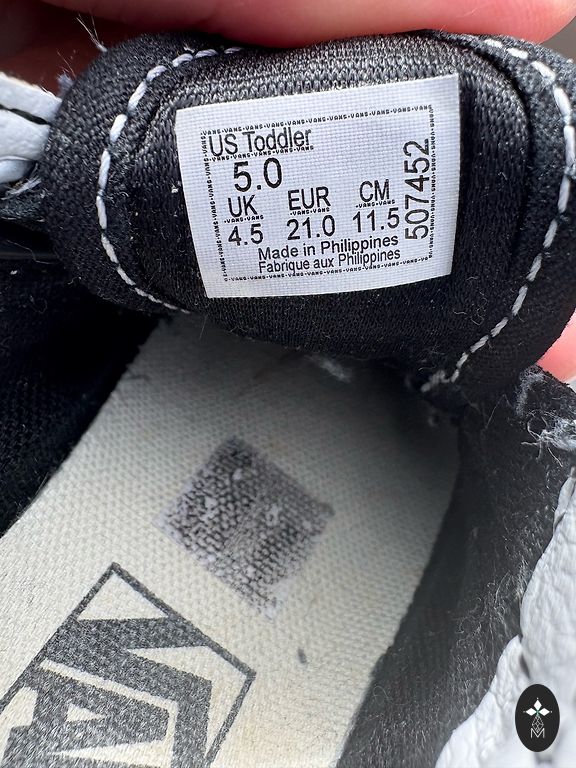 US Toddler
5.0
UK EUR CM
4.5 21.0 11.5
Made in Philippines
Fabrique aux Philippines
507452
VA
M